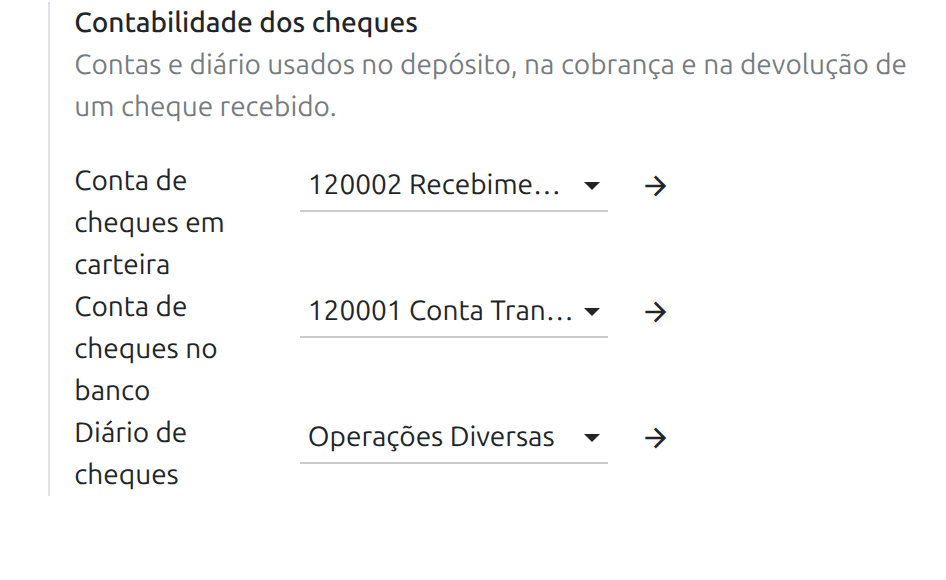 Contabilidade dos cheques
Contas e diário usados no depósito, na cobrança e na devolução de
um cheque recebido.
Conta de
cheques em
carteira
120002 Recebime...
Conta de
cheques no
banco
120001 Conta Tran...
Diário de
cheques
Operações Diversas